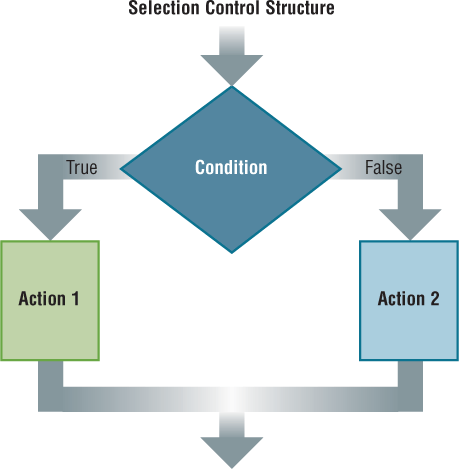 Selection Control Structure
True
Condition
False
Action 1
Action 2